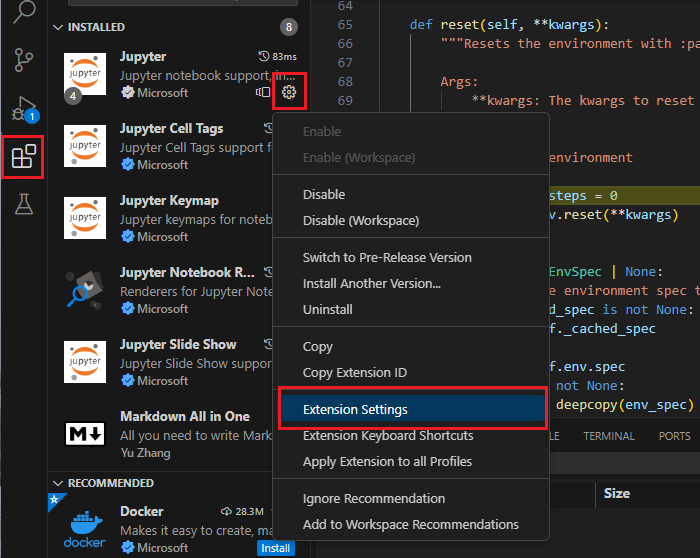 INSTALLED
8
Jupyter
83ms
Jupyter notebook support, in...
Microsoft
4
1
Jupyter Cell Tags
Jupyter Cell Tags support fo
Microsoft
Jupyter Keymap
Jupyter keymaps for noteb
Microsoft
Jupyter Notebook R...
Renderers for Jupyter Note
Microsoft
Jupyter Slide Show
Jupyter Slide Show suppor
Microsoft
Markdown All in One
All you need to write Mark
Yu Zhang
RECOMMENDED
Docker
28.3M
Makes it easy to create, ma
Microsoft
Install
jupyter
jupyter
jupyter
jupyter
M
docker
Enable
Enable (Workspace)
Disable
Disable (Workspace)
Switch to Pre-Release Version
Install Another Version...
Uninstall
Copy
Copy Extension ID
Extension Settings
Extension Keyboard Shortcuts
Apply Extension to all Profiles
Ignore Recommendation
Add to Workspace Recommendations
64
65 def reset(self, **kwargs):
66 """Resets the environment with :pa
67
68 Args:
69 **kwargs: The kwargs to reset
environment
steps = 0
v.reset(**kwargs)
EnvSpec | None:
e environment spec t
d_spec is not None:
f._cached_spec
f.env.spec
not None:
deepcopy(env_spec)
LE TERMINAL PORTS
Size